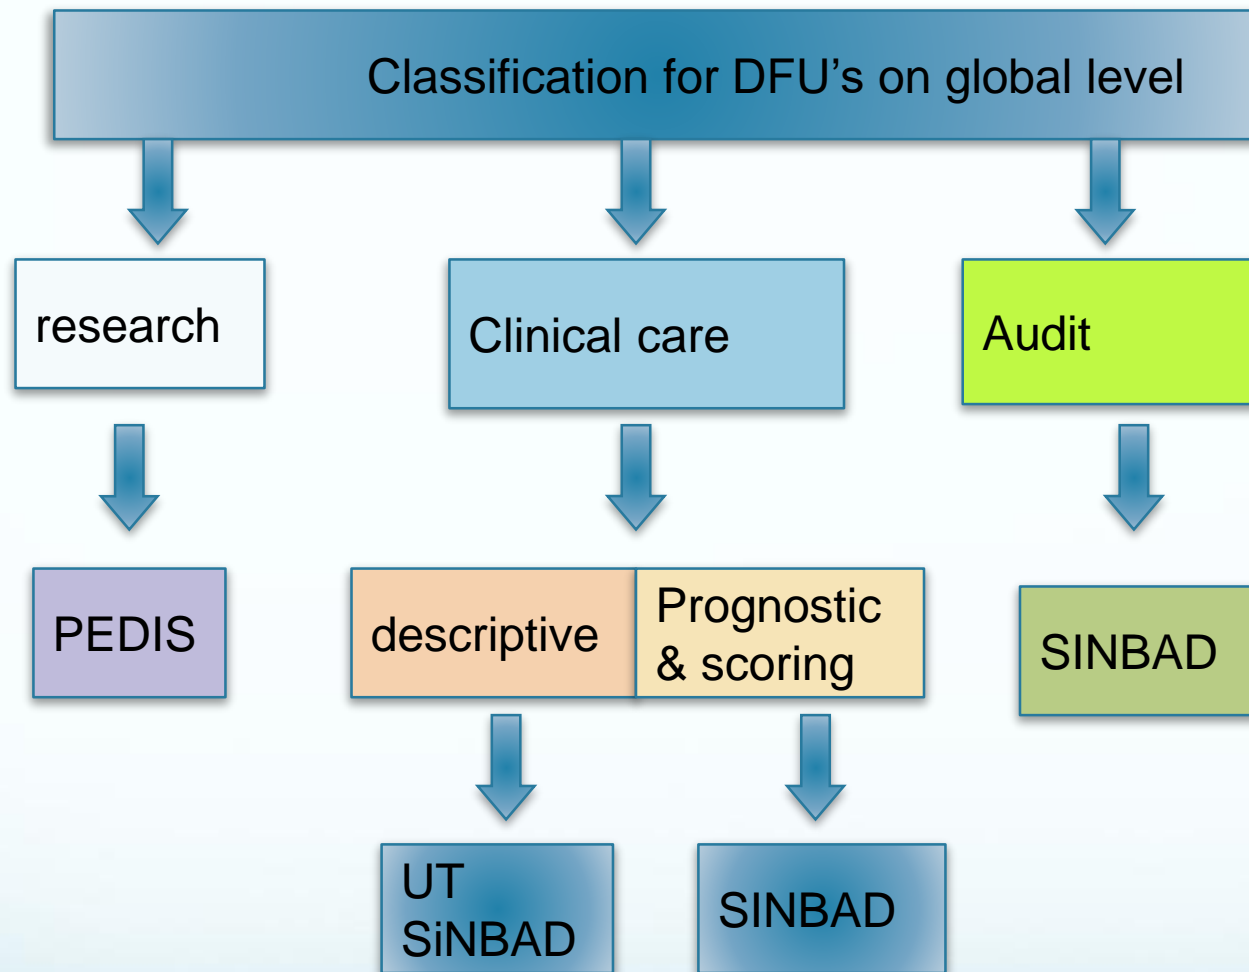 Classification for DFU's on global level
research
Clinical care
Audit
PEDIS
descriptive
Prognostic
& scoring
SINBAD
UT
SiNBAD
SINBAD